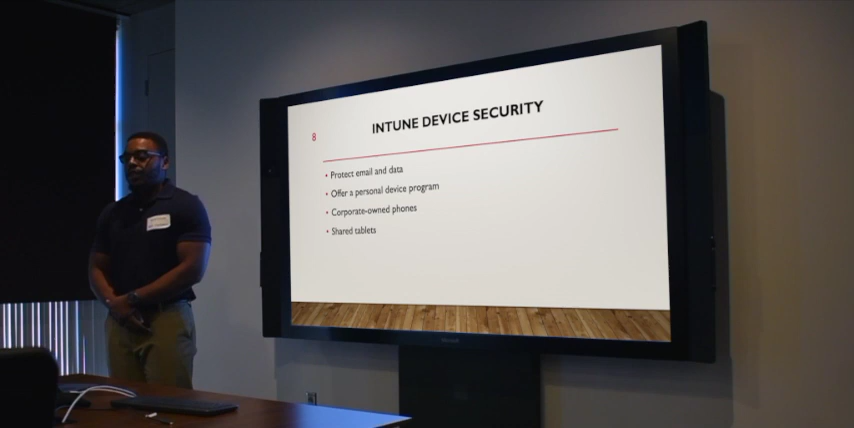 8
INTUNE DEVICE SECURITY
• Protect email and data
• Offer a personal device program
• Corporate-owned phones
• Shared tablets